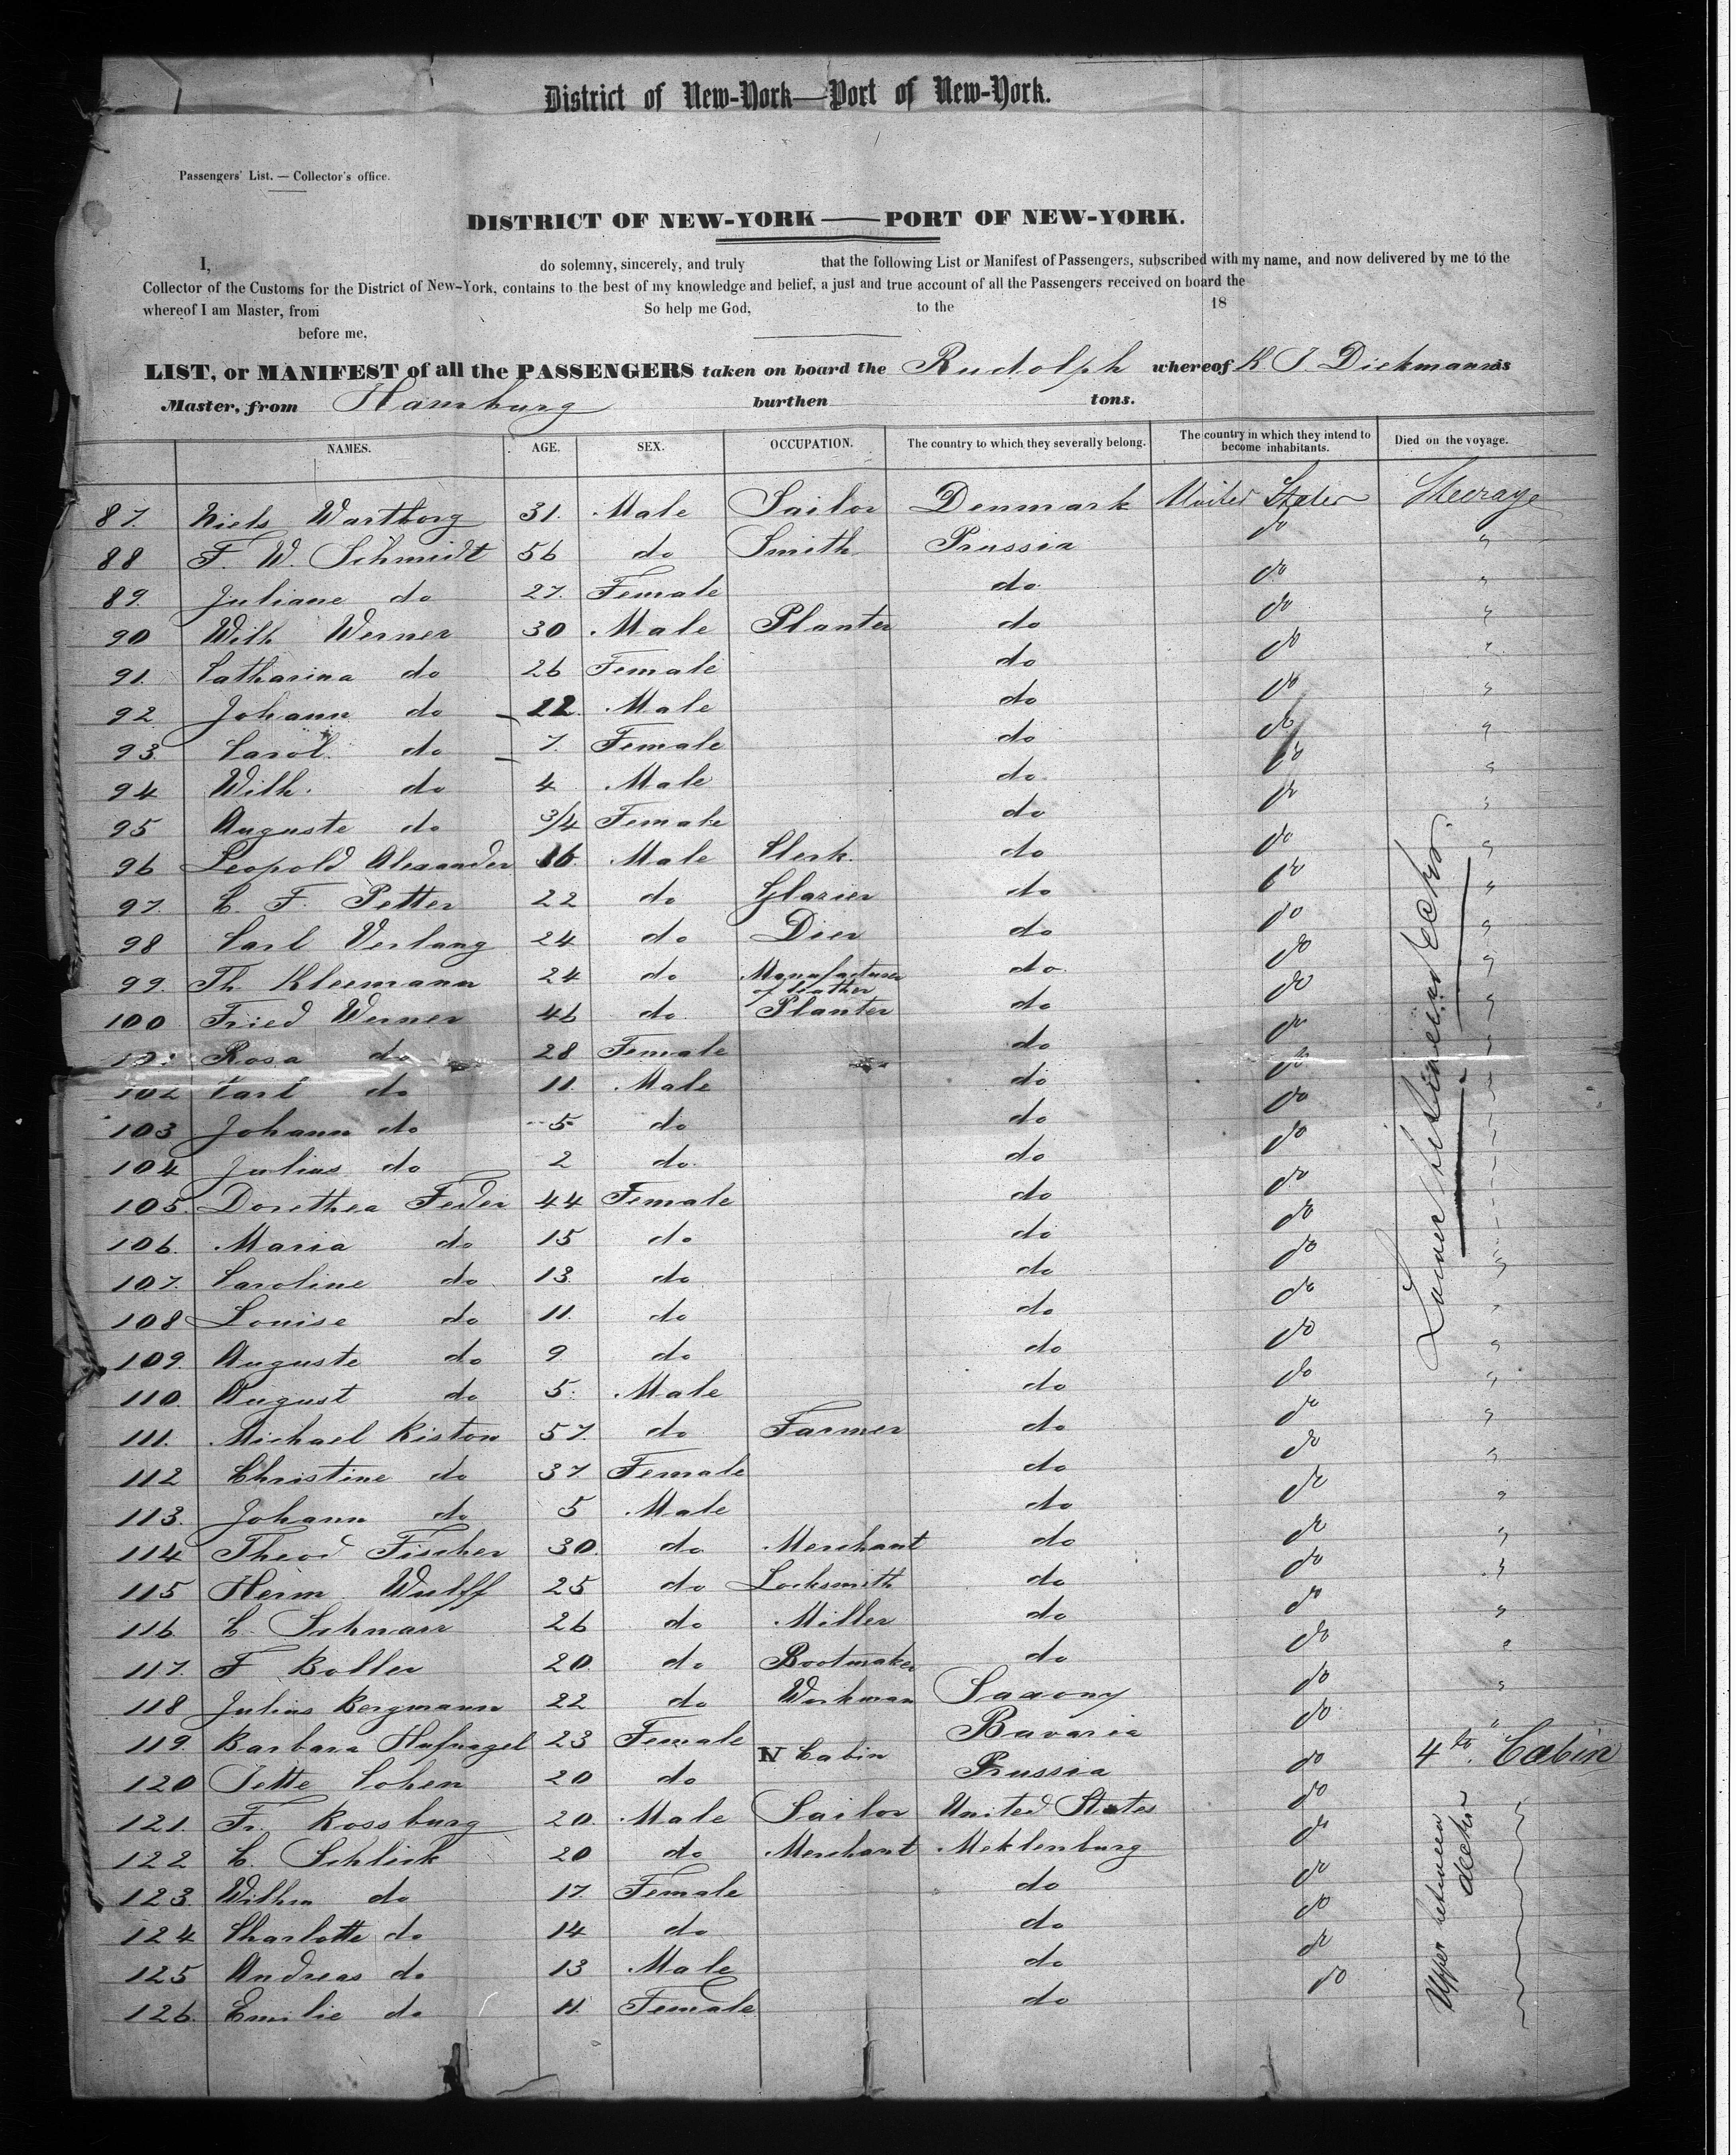 District of New-York—Port of New-York.
Passengers' List. — Collector's office.
DISTRICT OF NEW-YORK —— PORT OF NEW-YORK.
I, do solemny, sincerely, and truly that the following List or Manifest of Passengers, subscribed with my name, and now delivered by me to the
Collector of the Customs for the District of New-York, contains to the best of my knowledge and belief, a just and true account of all the Passengers received on board the
whereof I am Master, from So help me God, to the 18
before me,
LIST, or MANIFEST of all the PASSENGERS taken on board the Rudolph whereof K J. Diekmann is
Master, from Hamburg burthen tons.
NAMES. AGE. SEX. OCCUPATION. The country to which they severally belong. The country in which they intend to become inhabitants. Died on the voyage.
87. Niels Wartborg 31. Male Sailor Denmark United States Steerage
88 F. W. Schmidt 56 do Smith Prussia do "
89. Juliane do 27. Female do do "
90 Wilh Werner 30 Male Planter do do "
91. Catharina do 26 Female do do "
92 Johann do 22. Male do do "
93. Carol. do 7. Female do do "
94 Wilh. do 4 Male do do "
95 Auguste do 3/4 Female do do "
96 Leopold Alexander 36. Male Clerk. do do "
97. C. F. Petter 22 do Glazier do do "
98 Carl Verlang 24 do Dier do do "
99. Th. Kleemann 24 do Manufacturer of leather do do "
100 Fried Werner 46 do Planter do do "
101 Rosa do 28 Female do do "
102 Carl do 11. Male do do "
103 Johann do 5 do do do "
104 Julius do 2 do do do "
105. Dorethea Feder 44 Female do do "
106. Maria do 15 do do do "
107. Caroline do 13. do do do "
108 Louise do 11. do do do "
109. Auguste do 9 do do do "
110. August do 5. Male do do "
111. Michael Kiston 57. do Farmer do do "
112 Christine do 37. Female do do "
113. Johann do 5 Male do do "
114 Theod Fischer 30. do Merchant do do "
115 Herm Wulff 25 do Locksmith do do "
116. C. Schnarr 26 do Miller do do "
117. F Boller 20. do Bootmaker do do "
118 Julius Bergmann 22 do Workman Saxony do "
119. Barbara Hufnagel 23 Female Bavaria do "
120 Jette Cohen 20 do N Cabin Prussia do 4 Cabin
121. Fr. Rossburg 20. Male Sailor United States do
122 C. Schlick 20 do Merchant Meklenburg do
123. Wilhn do 17 Female do do
124 Charlotte do 14 do do do
125 Andreas do 13 Male do do
126. Emilie do 11. Female do do
Lower between
Upper between
decks